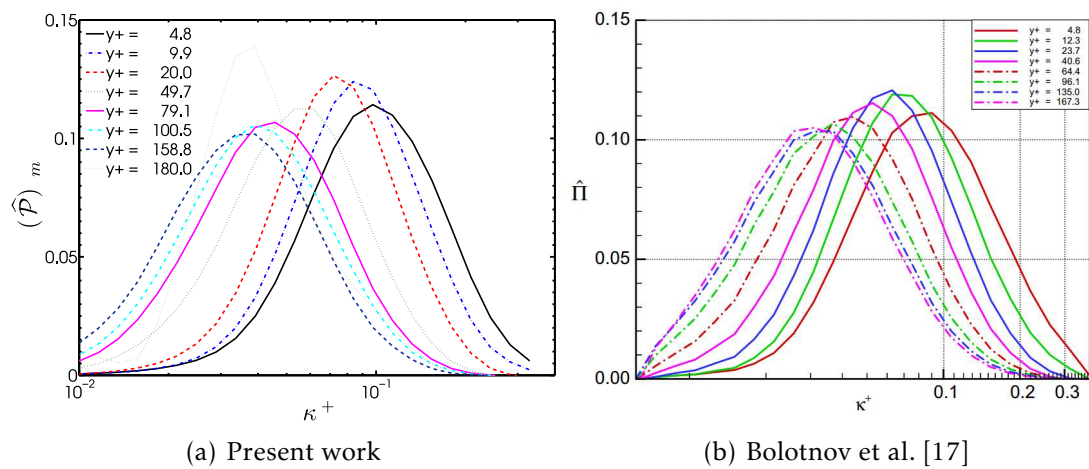 0.15
0.1
0.05
0
(𝒫̂) m
y+ = 4.8
y+ = 9.9
y+ = 20.0
y+ = 49.7
y+ = 79.1
y+ = 100.5
y+ = 158.8
y+ = 180.0
10⁻² 10⁻¹
κ +
(a) Present work
0.15
0.10
0.05
0.00
Π̂
y+ = 4.8
y+ = 12.3
y+ = 23.7
y+ = 40.6
y+ = 64.4
y+ = 96.1
y+ = 135.0
y+ = 167.3
κ⁺ 0.1 0.2 0.3
(b) Bolotnov et al. [17]